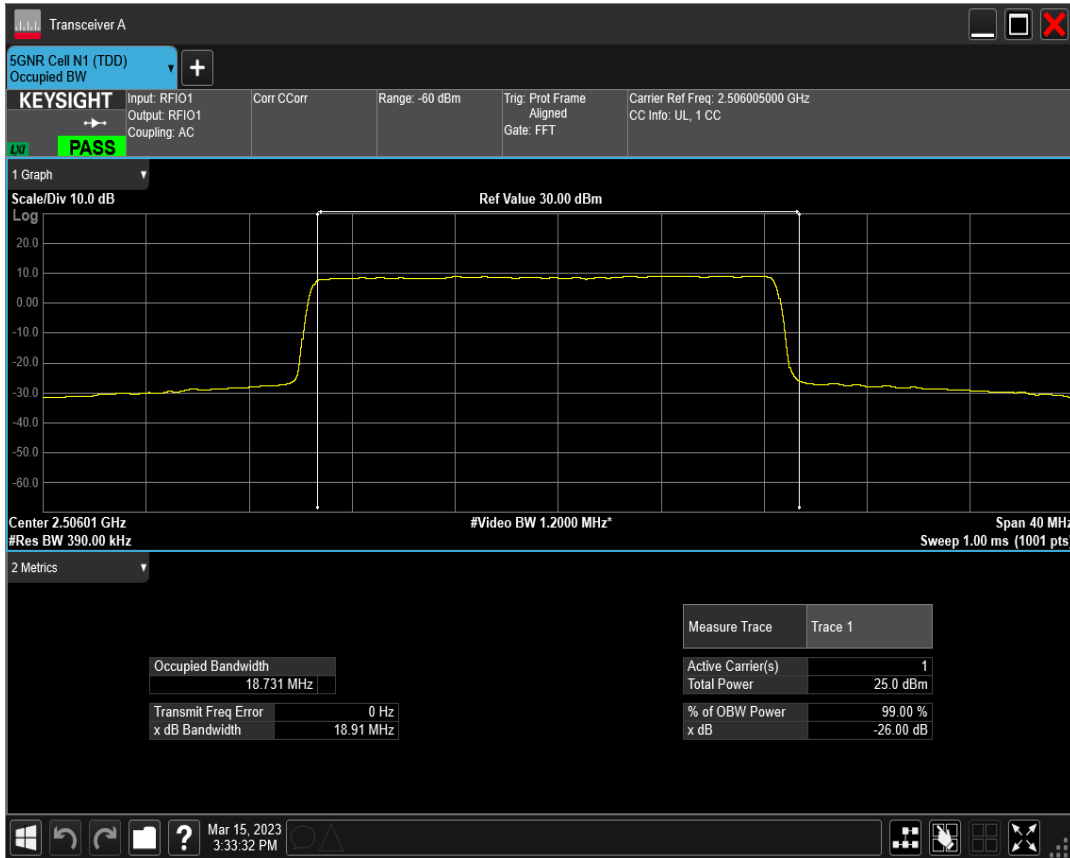 Transceiver A
5GNR Cell N1 (TDD)
Occupied BW
+
KEYSIGHT
LXI
PASS
Input: RFIO1
Output: RFIO1
Coupling: AC
Corr CCorr
Range: -60 dBm
Trig: Prot Frame
Aligned
Gate: FFT
Carrier Ref Freq: 2.506005000 GHz
CC Info: UL, 1 CC
1 Graph
Scale/Div 10.0 dB
Ref Value 30.00 dBm
Log
20.0
10.0
0.00
-10.0
-20.0
-30.0
-40.0
-50.0
-60.0
Center 2.50601 GHz
#Video BW 1.2000 MHz*
Span 40 MHz
#Res BW 390.00 kHz
Sweep 1.00 ms (1001 pts)
2 Metrics
Measure Trace Trace 1
Occupied Bandwidth
18.731 MHz
Active Carrier(s) 1
Total Power 25.0 dBm
Transmit Freq Error 0 Hz
x dB Bandwidth 18.91 MHz
% of OBW Power 99.00 %
x dB -26.00 dB
?
Mar 15, 2023
3:33:32 PM